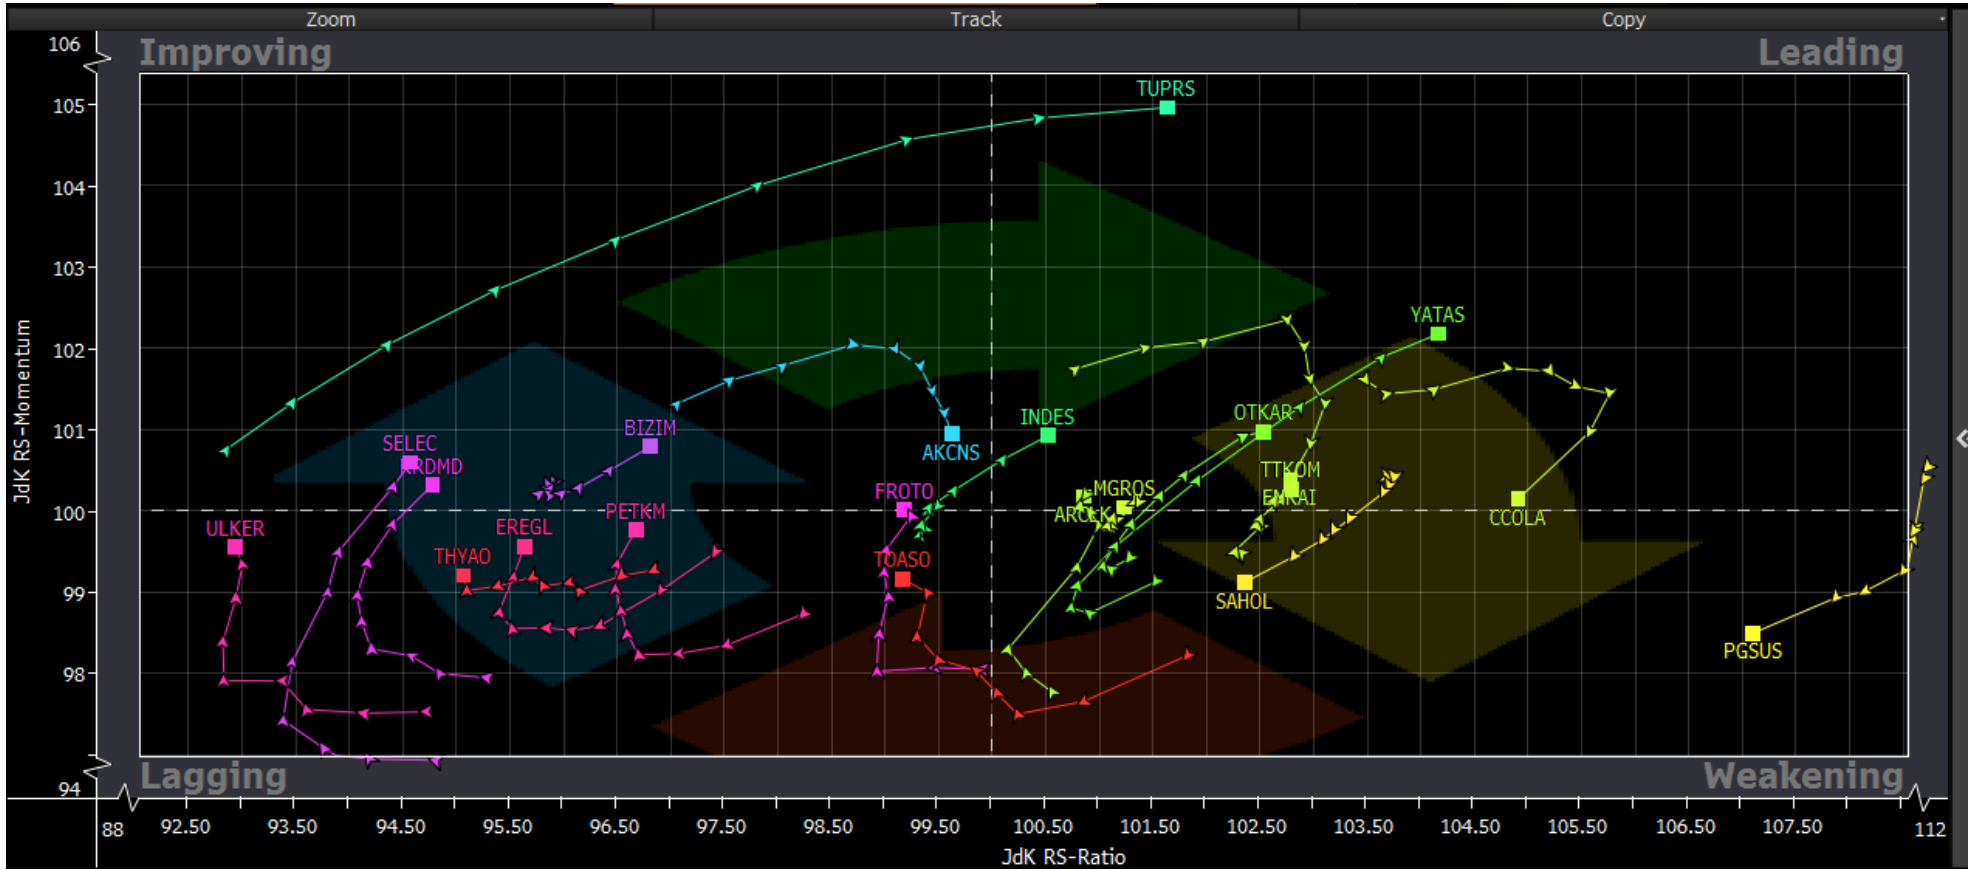 Zoom Track Copy
106
Improving Leading
TUPRS
105
104
103
YATAS
102
OTKAR
INDES
101
BIZIM
SELEC
AKCNS
KRDMD
TTKOM
FROTO
MGROS
ENKAI
100
PETKM
ARCLK
CCOLA
ULKER
EREGL
THYAO
TOASO
99
SAHOL
PGSUS
98
JdK RS-Momentum
Lagging Weakening
94
88 92.50 93.50 94.50 95.50 96.50 97.50 98.50 99.50 100.50 101.50 102.50 103.50 104.50 105.50 106.50 107.50 112
JdK RS-Ratio